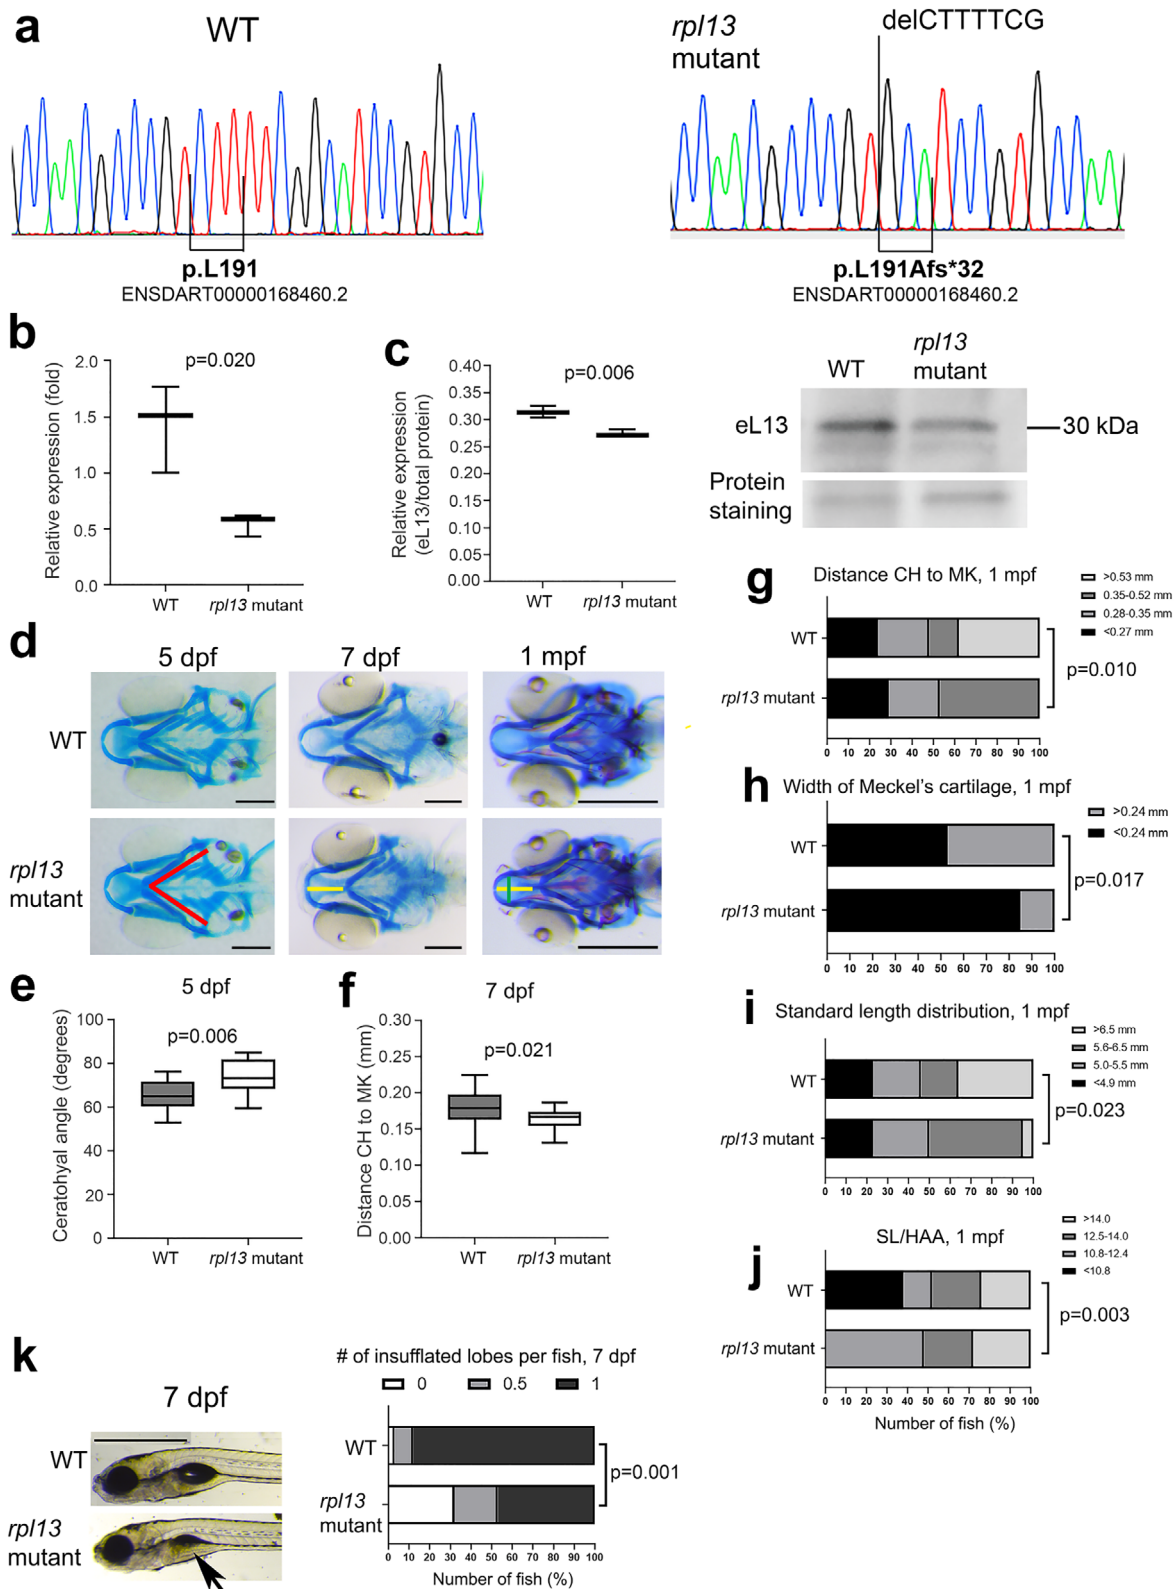 a
WT
rpl13
mutant
delCTTTTCG
p.L191
ENSDART00000168460.2
p.L191Afs*32
ENSDART00000168460.2
b
p=0.020
Relative expression (fold)
2.0
1.5
1.0
0.5
0.0
WT
rpl13 mutant
c
p=0.006
Relative expression
(eL13/total protein)
0.40
0.35
0.30
0.25
0.20
0.15
0.10
0.05
0.00
WT
rpl13 mutant
WT
rpl13
mutant
eL13
30 kDa
Protein
staining
d
5 dpf
7 dpf
1 mpf
WT
rpl13
mutant
e
5 dpf
p=0.006
Ceratohyal angle (degrees)
100
80
60
40
20
0
WT
rpl13 mutant
f
7 dpf
p=0.021
Distance CH to MK (mm)
0.30
0.25
0.20
0.15
0.10
0.05
0.00
WT
rpl13 mutant
g
Distance CH to MK, 1 mpf
>0.53 mm
0.35-0.52 mm
0.28-0.35 mm
<0.27 mm
WT
rpl13 mutant
p=0.010
0 10 20 30 40 50 60 70 80 90 100
h
Width of Meckel's cartilage, 1 mpf
>0.24 mm
<0.24 mm
WT
rpl13 mutant
p=0.017
0 10 20 30 40 50 60 70 80 90 100
i
Standard length distribution, 1 mpf
>6.5 mm
5.6-6.5 mm
5.0-5.5 mm
<4.9 mm
WT
rpl13 mutant
p=0.023
0 10 20 30 40 50 60 70 80 90 100
j
SL/HAA, 1 mpf
>14.0
12.5-14.0
10.8-12.4
<10.8
WT
rpl13 mutant
p=0.003
0 10 20 30 40 50 60 70 80 90 100
Number of fish (%)
k
7 dpf
WT
rpl13
mutant
# of insufflated lobes per fish, 7 dpf
0 0.5 1
WT
rpl13
mutant
p=0.001
0 10 20 30 40 50 60 70 80 90 100
Number of fish (%)